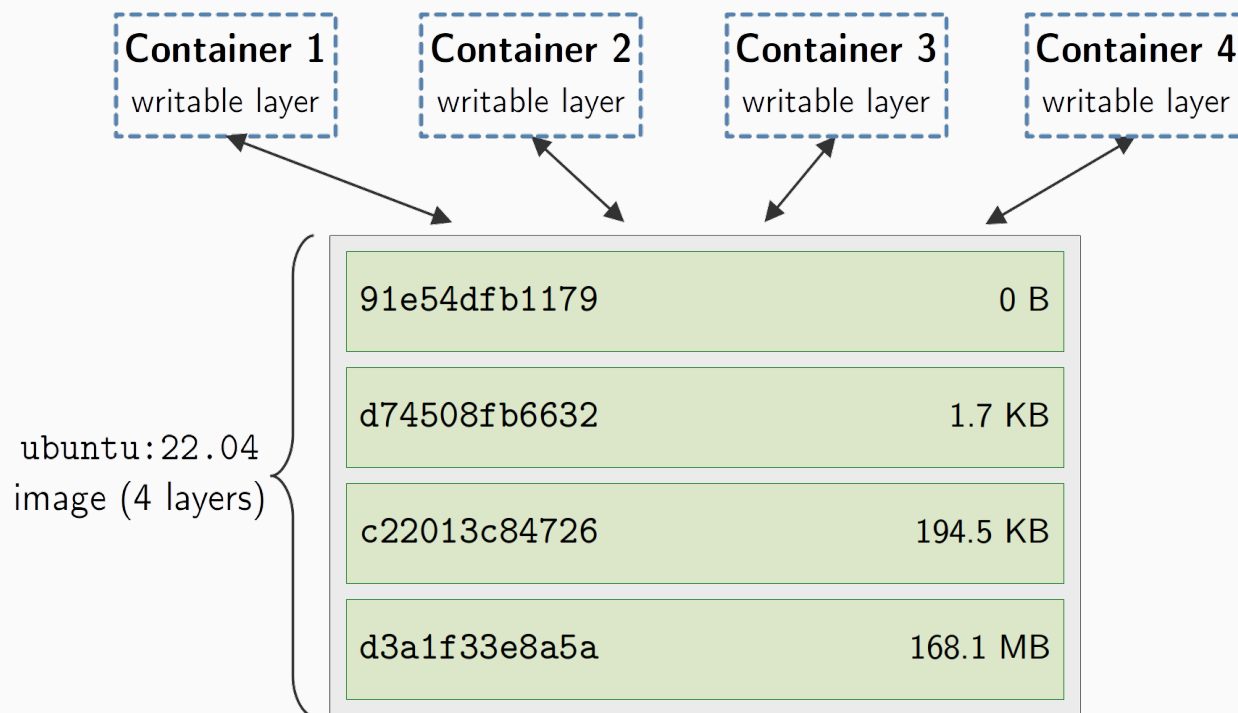 Container 1
writable layer
Container 2
writable layer
Container 3
writable layer
Container 4
writable layer
91e54dfb1179 0 B
d74508fb6632 1.7 KB
ubuntu:22.04
image (4 layers)
c22013c84726 194.5 KB
d3a1f33e8a5a 168.1 MB